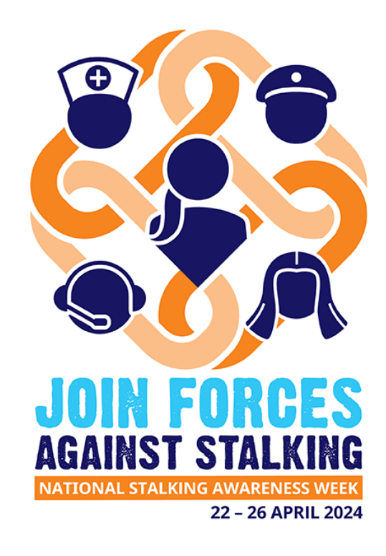 JOIN FORCES
AGAINST STALKING
NATIONAL STALKING AWARENESS WEEK
22 – 26 APRIL 2024